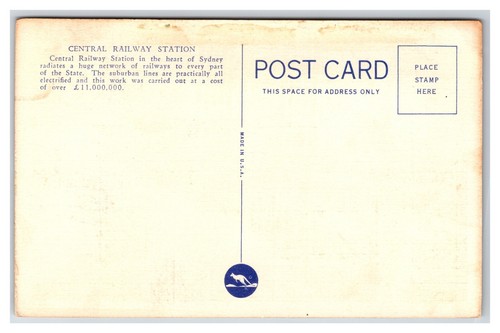 CENTRAL RAILWAY STATION
Central Railway Station in the heart of Sydney
radiates a huge network of railways to every part
of the State. The suburban lines are practically all
electrified and this work was carried out at a cost
of over £11,000,000.
POST CARD
THIS SPACE FOR ADDRESS ONLY
PLACE
STAMP
HERE
MADE IN U.S.A.